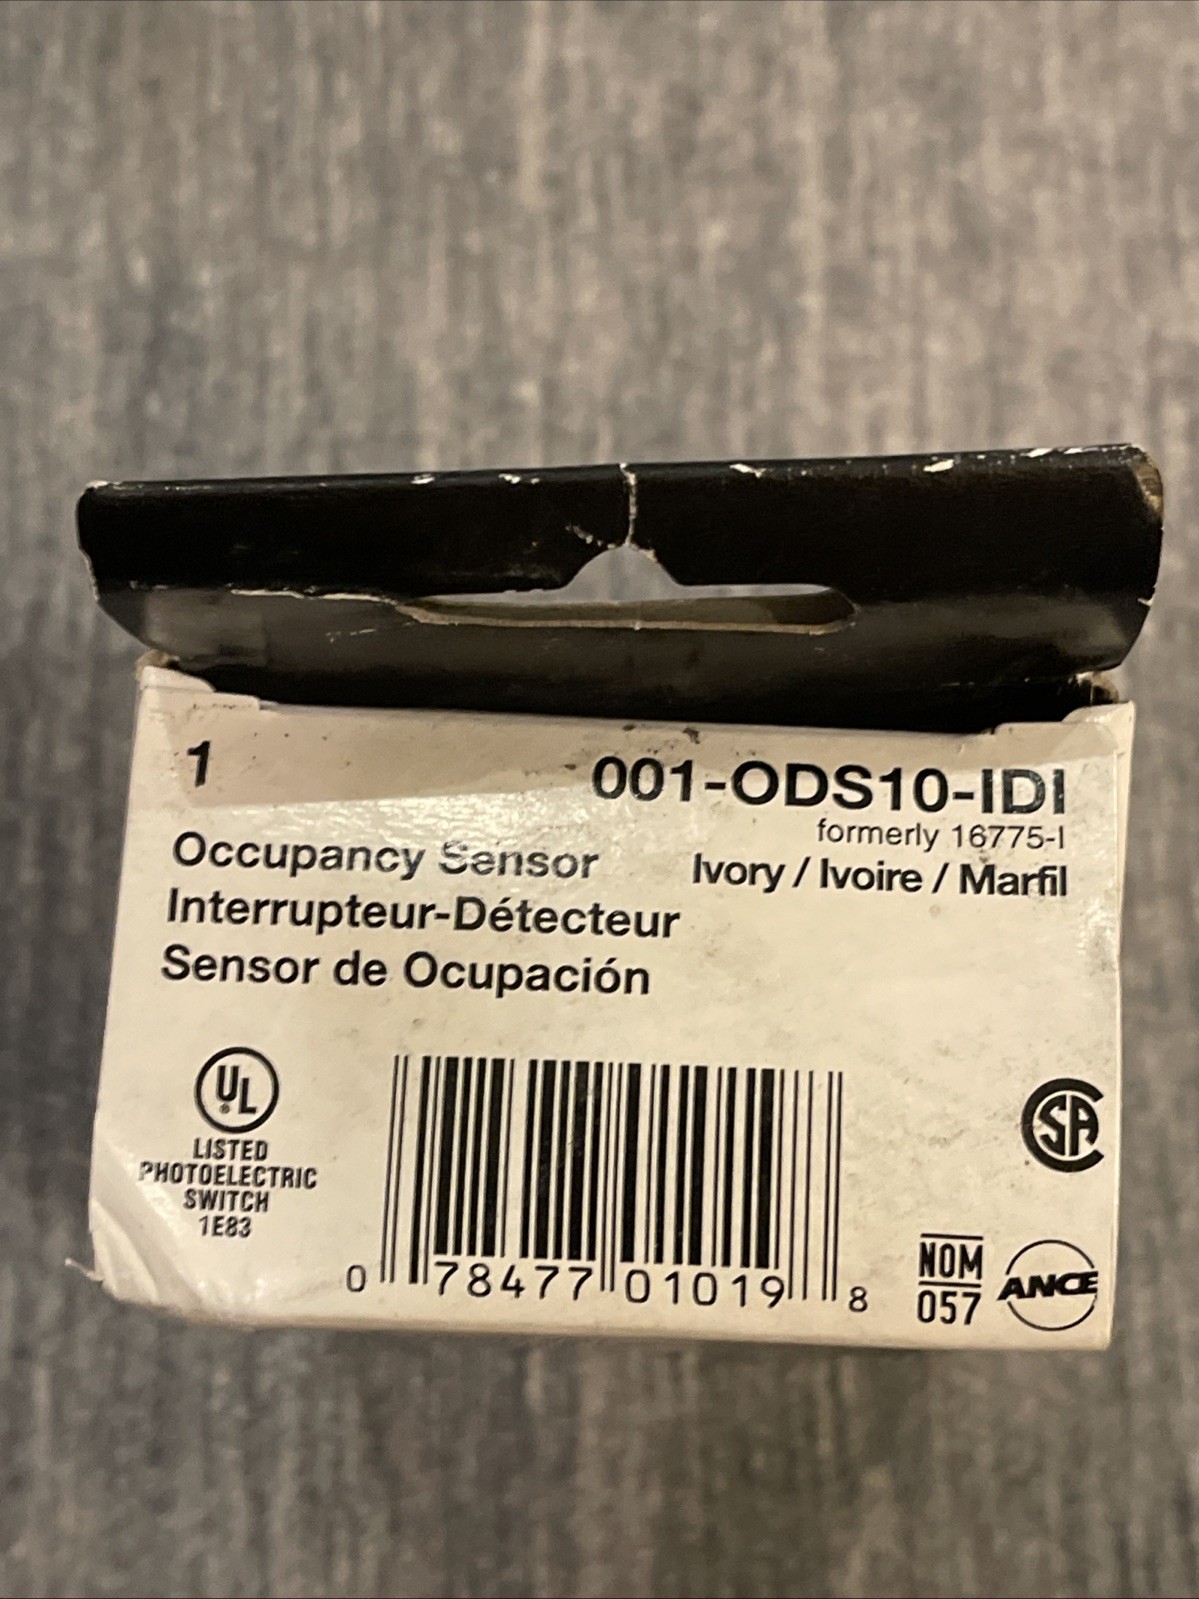 1
001-ODS10-IDI
formerly 16775-I
Occupancy Sensor
Ivory / Ivoire / Marfil
Interrupteur-Détecteur
Sensor de Ocupación
UL
®
LISTED
PHOTOELECTRIC
SWITCH
1E83
0 78477 01019 8
CSA
NOM
057
ANCE